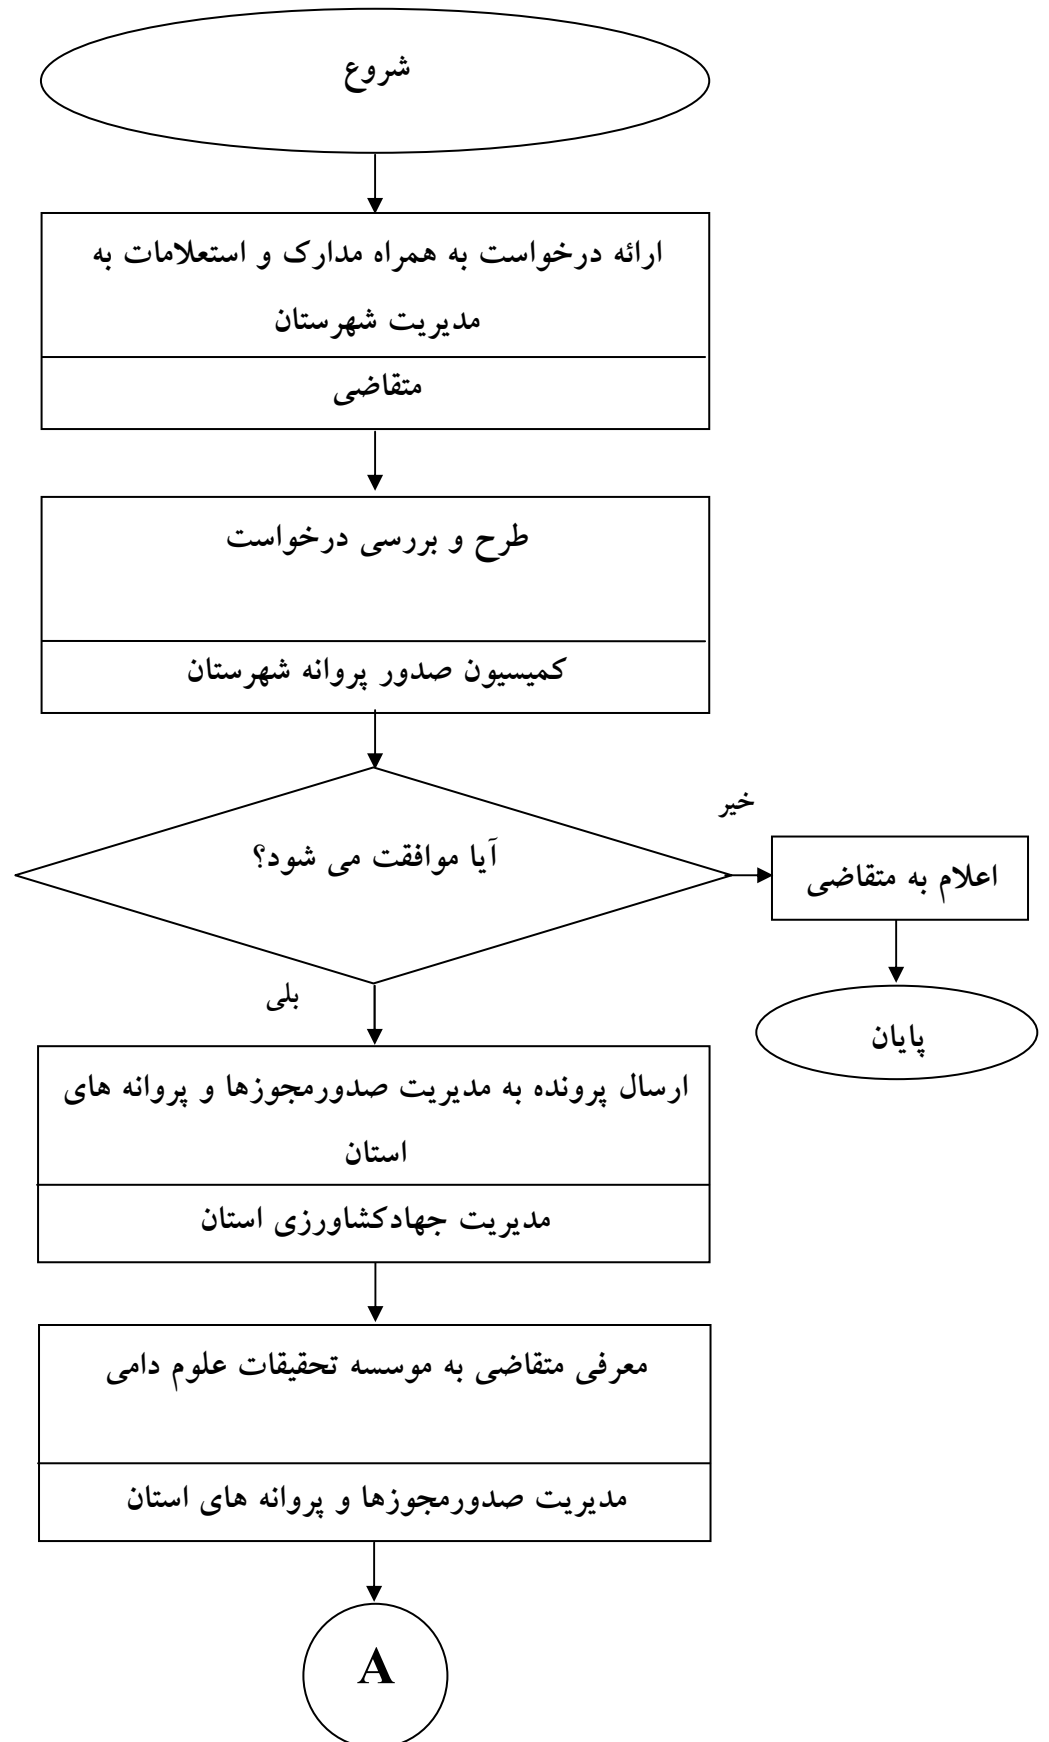 شروع
ارائه درخواست به همراه مدارک و استعلامات به
مدیریت شهرستان
متقاضی
طرح و بررسی درخواست
کمیسیون صدور پروانه شهرستان
آیا موافقت می شود؟
خیر
اعلام به متقاضی
پایان
بلی
ارسال پرونده به مدیریت صدورمجوزها و پروانه های
استان
مدیریت جهادکشاورزی استان
معرفی متقاضی به موسسه تحقیقات علوم دامی
مدیریت صدورمجوزها و پروانه های استان
A